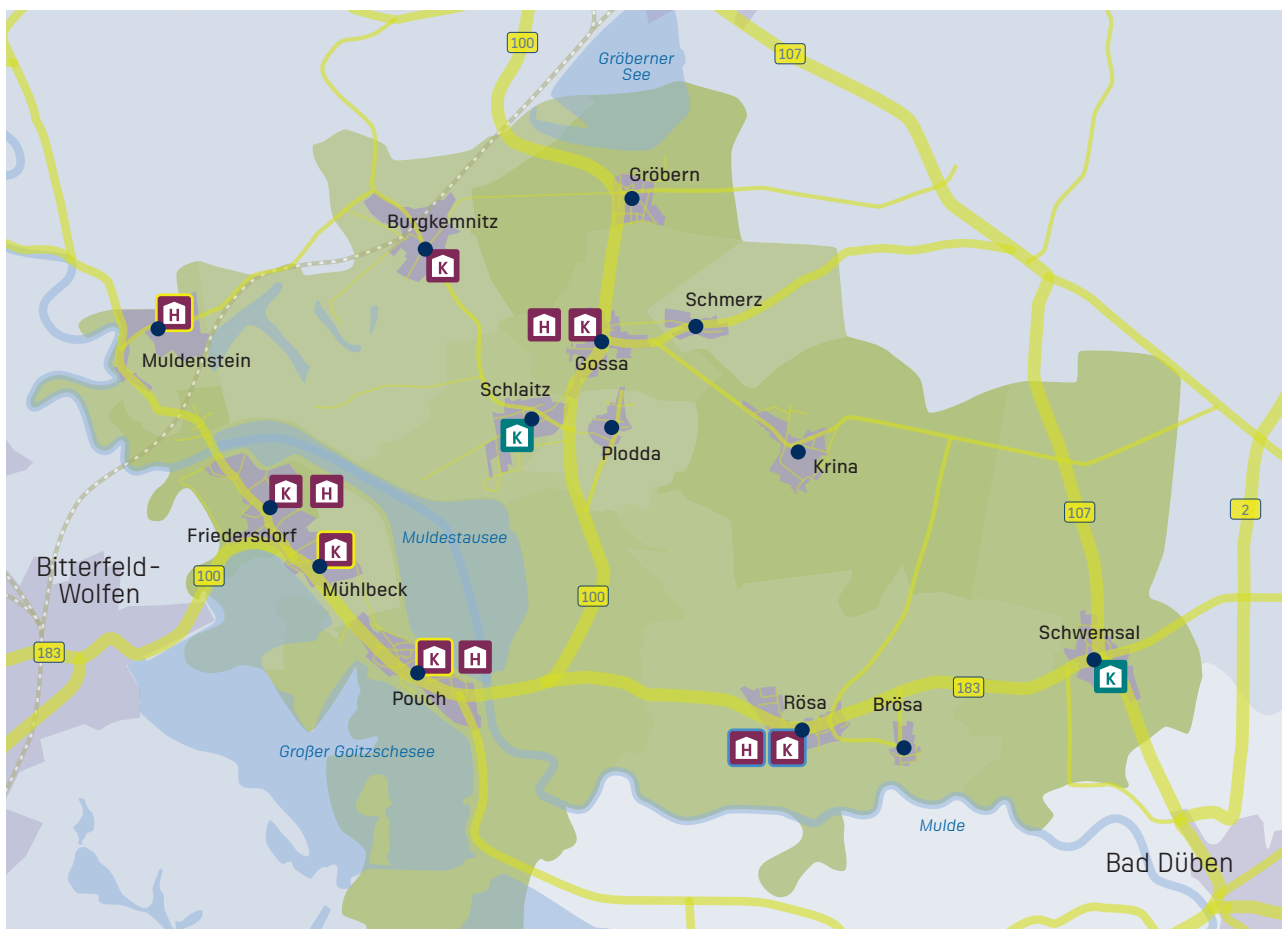 100
107
Gröberner
See
Gröbern
Burgkemnitz
K
H
Muldenstein
H
K
Schmerz
Gossa
Schlaitz
K
Plodda
Krina
K
H
Friedersdorf
Muldestausee
K
Mühlbeck
107
2
Bitterfeld-
Wolfen
100
100
183
K
H
Pouch
Schwemsal
K
183
Rösa
Brösa
H
K
Großer Goitzschesee
Mulde
Bad Düben